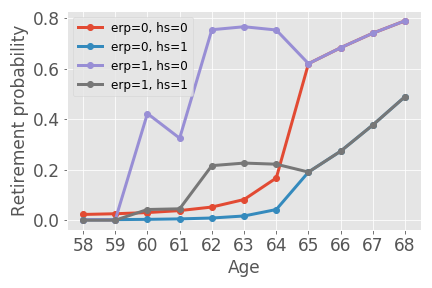 erp=0, hs=0
erp=0, hs=1
erp=1, hs=0
erp=1, hs=1
Retirement probability
0.8
0.6
0.4
0.2
0.0
58 59 60 61 62 63 64 65 66 67 68
Age